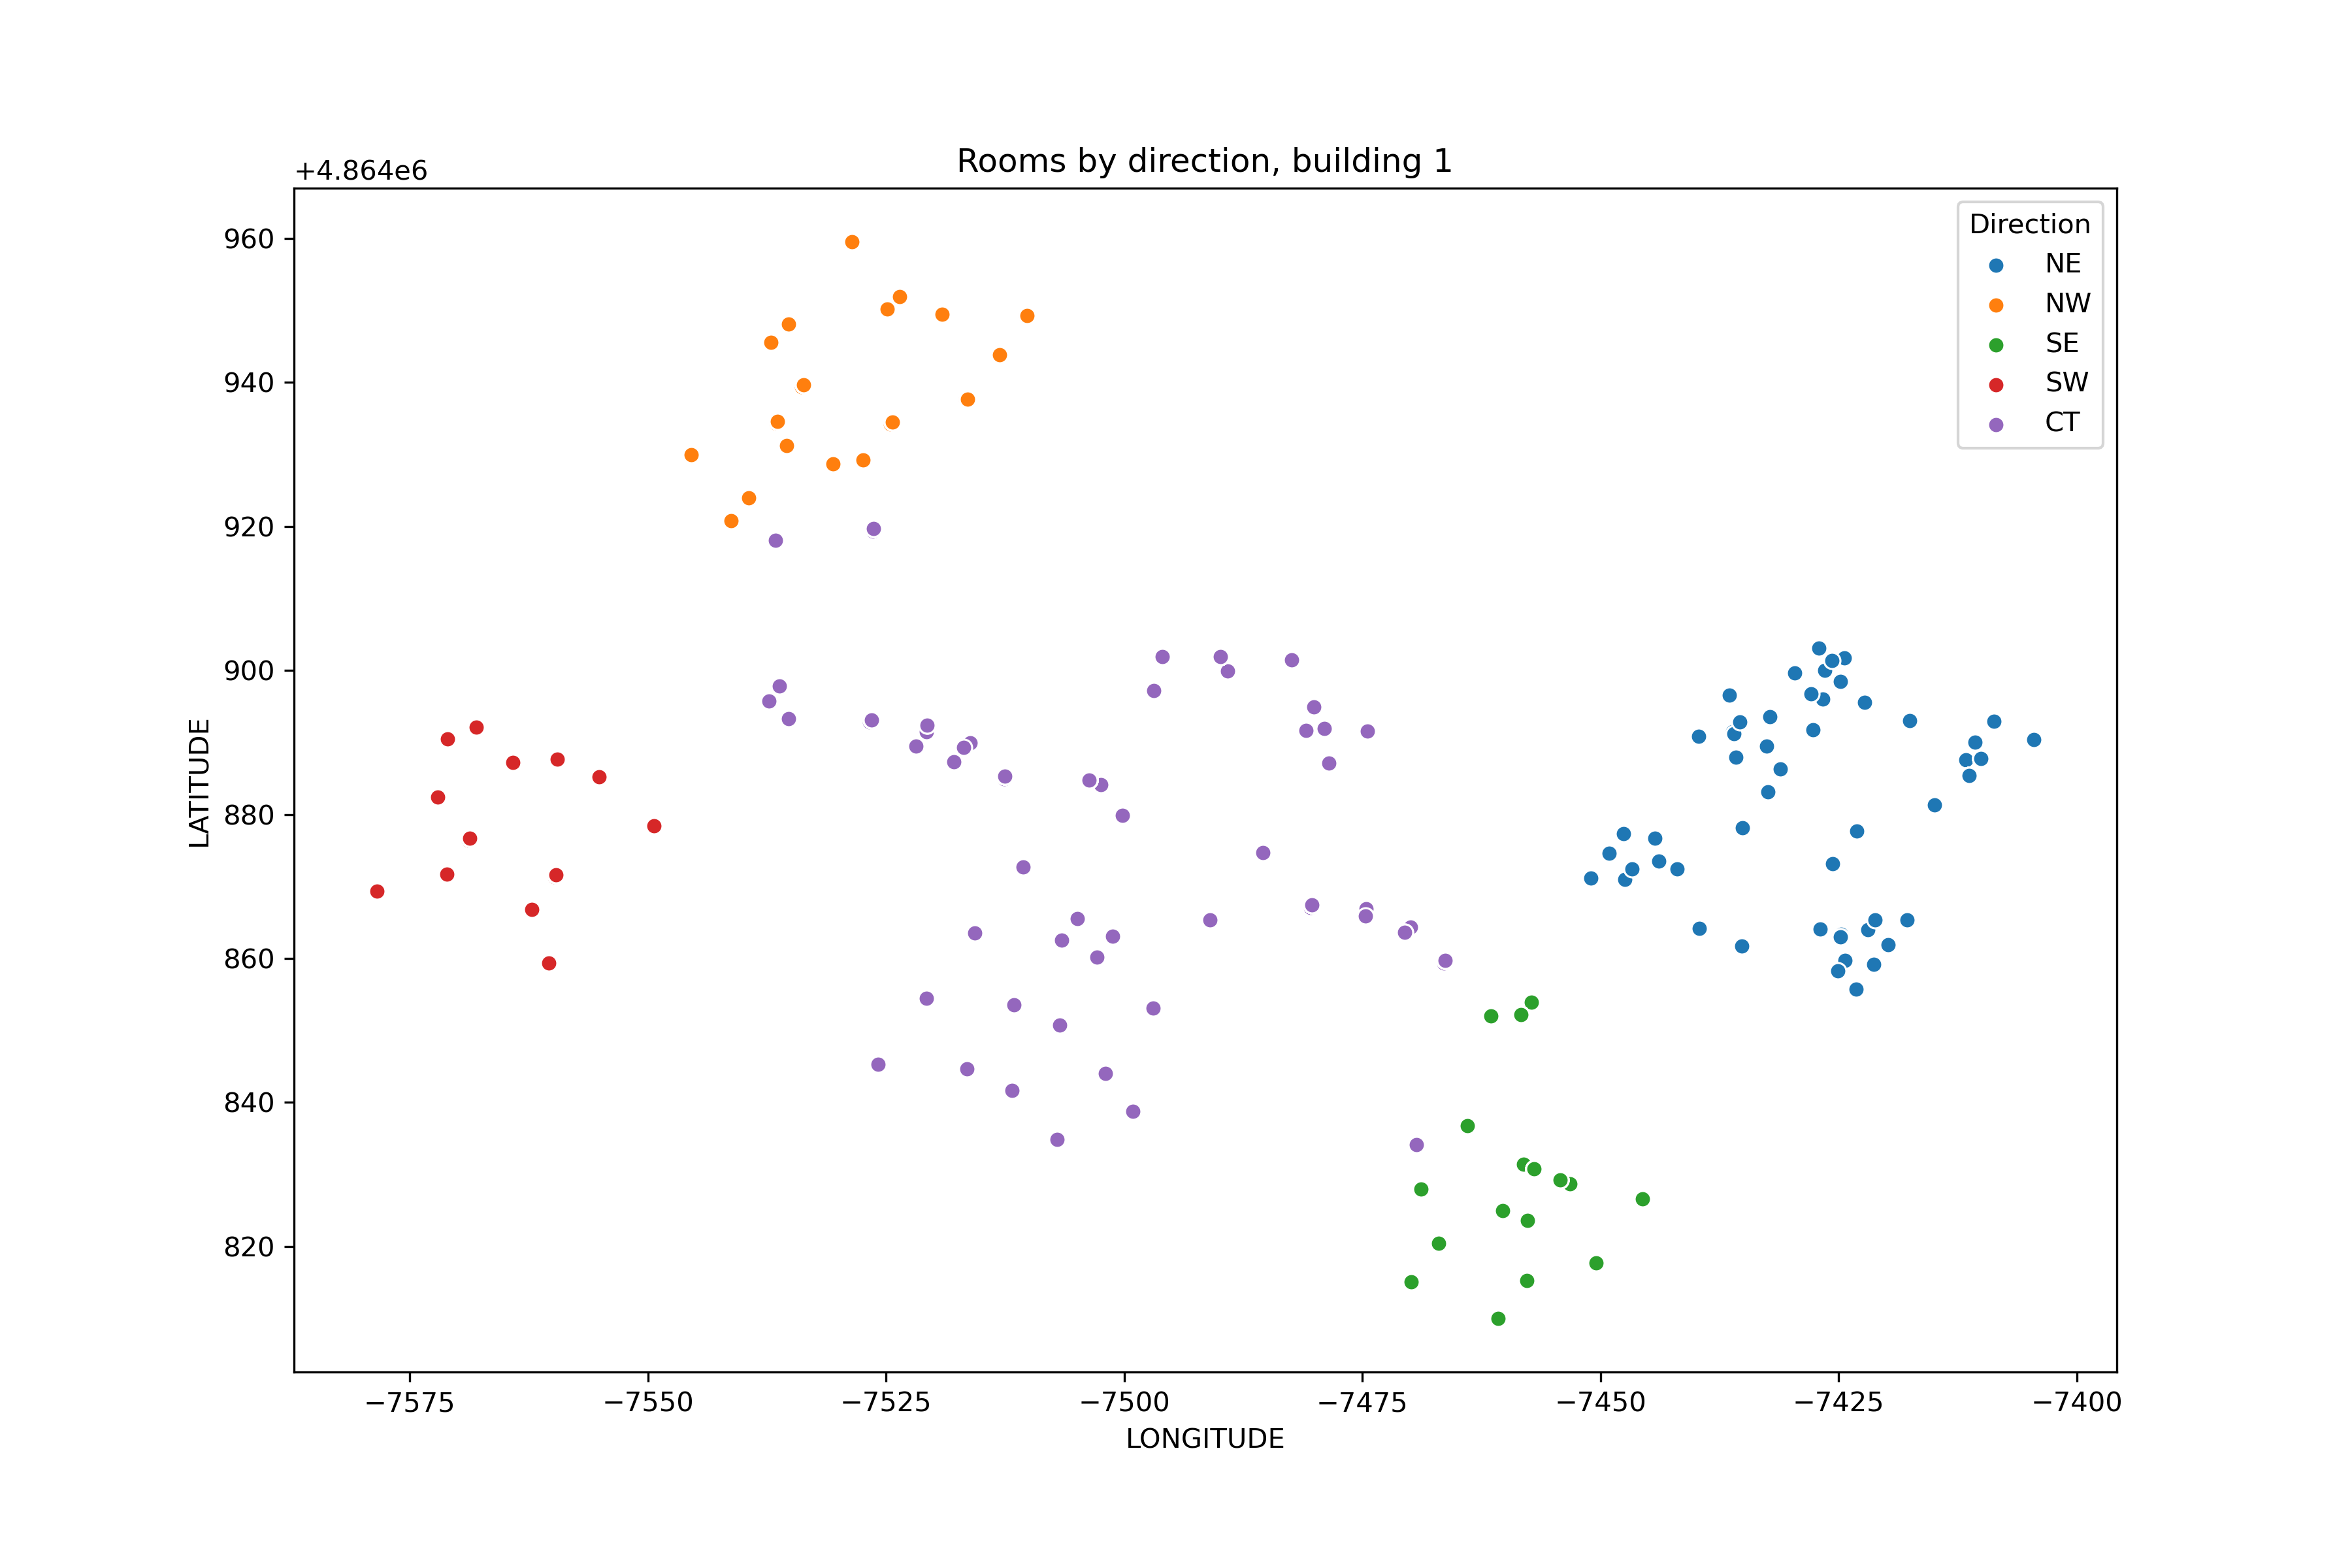 Rooms by direction, building 1
+4.864e6
Direction
NE
NW
SE
SW
CT
960
940
920
900
880
860
840
820
LATITUDE
−7575 −7550 −7525 −7500 −7475 −7450 −7425 −7400
LONGITUDE